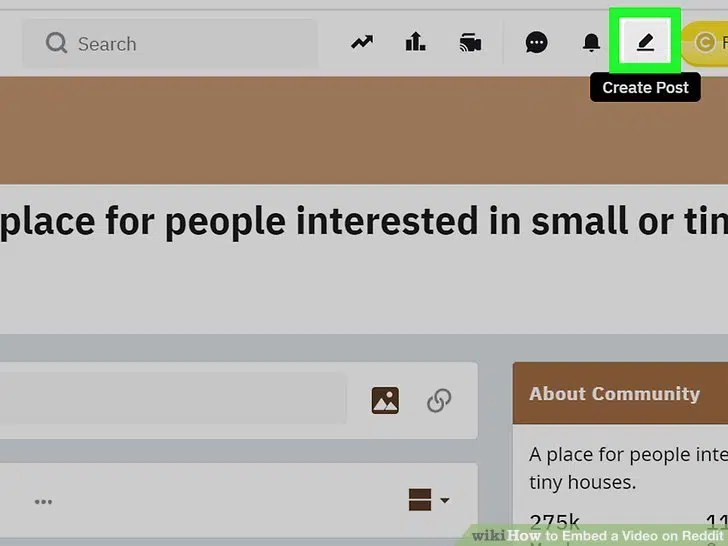 Search
Create Post
place for people interested in small or tin
About Community
A place for people inte
tiny houses.
275k
11
wikiHow to Embed a Video on Reddit